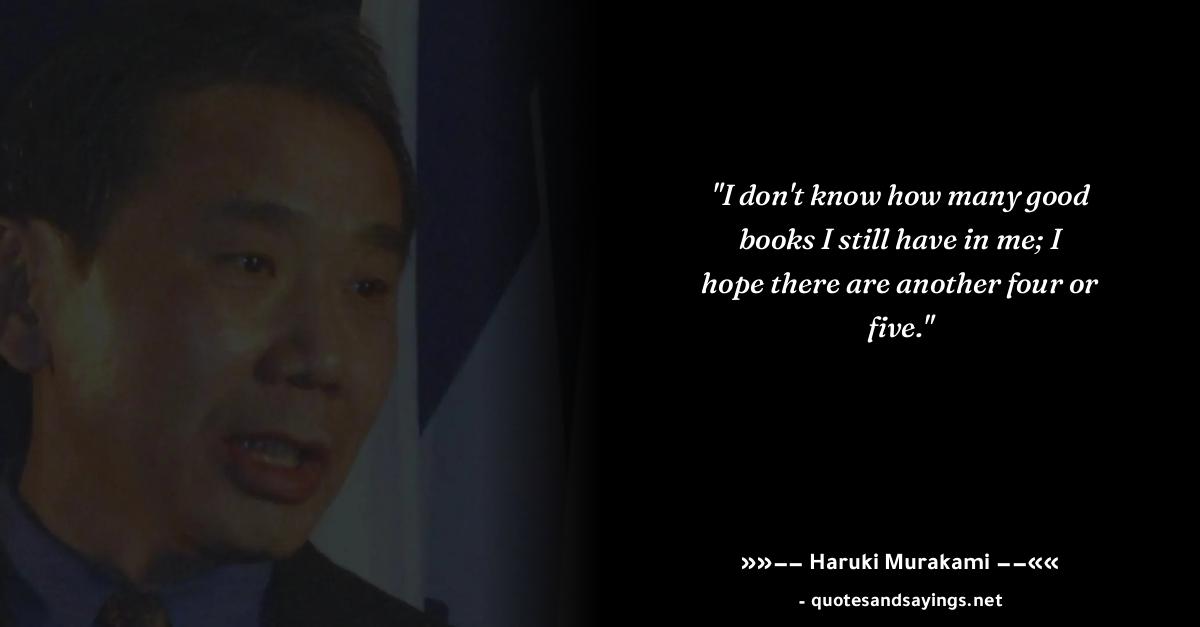 "I don't know how many good
books I still have in me; I
hope there are another four or
five."
»»−− Haruki Murakami −−««
- quotesandsayings.net